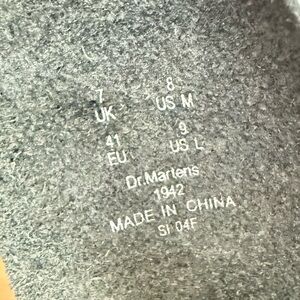 7 8
UK US M
41 9
EU US L
Dr.Martens
1942
MADE IN CHINA
SI 04F